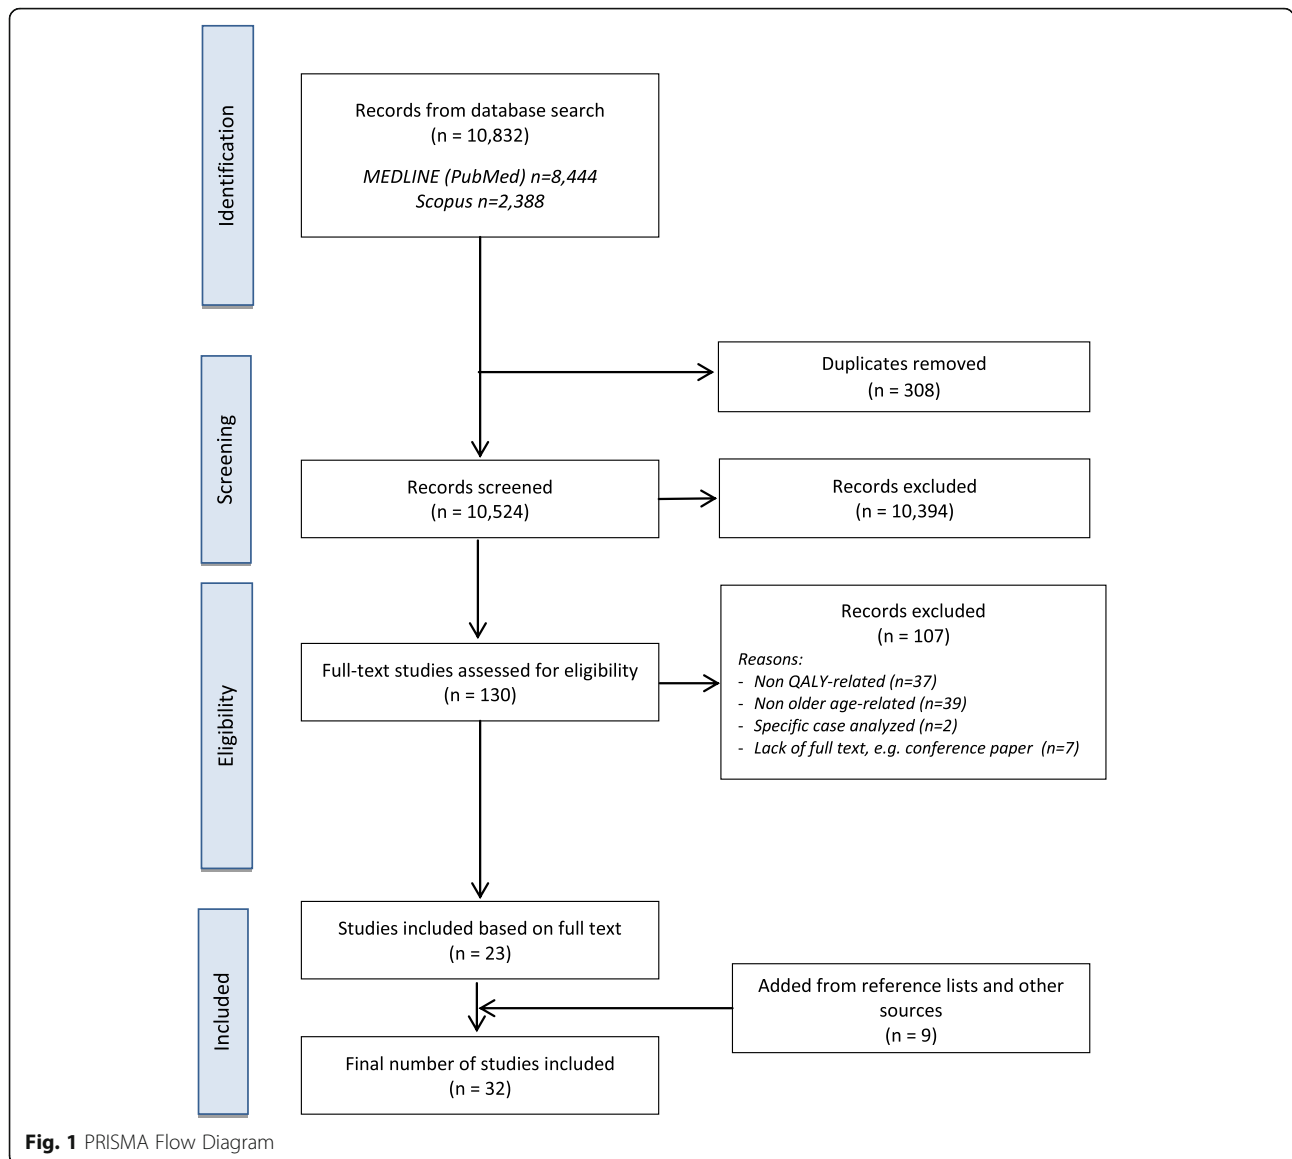 Identification
Records from database search
(n = 10,832)
MEDLINE (PubMed) n=8,444
Scopus n=2,388
Screening
Duplicates removed
(n = 308)
Records screened
(n = 10,524)
Records excluded
(n = 10,394)
Eligibility
Full-text studies assessed for eligibility
(n = 130)
Records excluded
(n = 107)
Reasons:
- Non QALY-related (n=37)
- Non older age-related (n=39)
- Specific case analyzed (n=2)
- Lack of full text, e.g. conference paper (n=7)
Included
Studies included based on full text
(n = 23)
Added from reference lists and other
sources
(n = 9)
Final number of studies included
(n = 32)
Fig. 1 PRISMA Flow Diagram